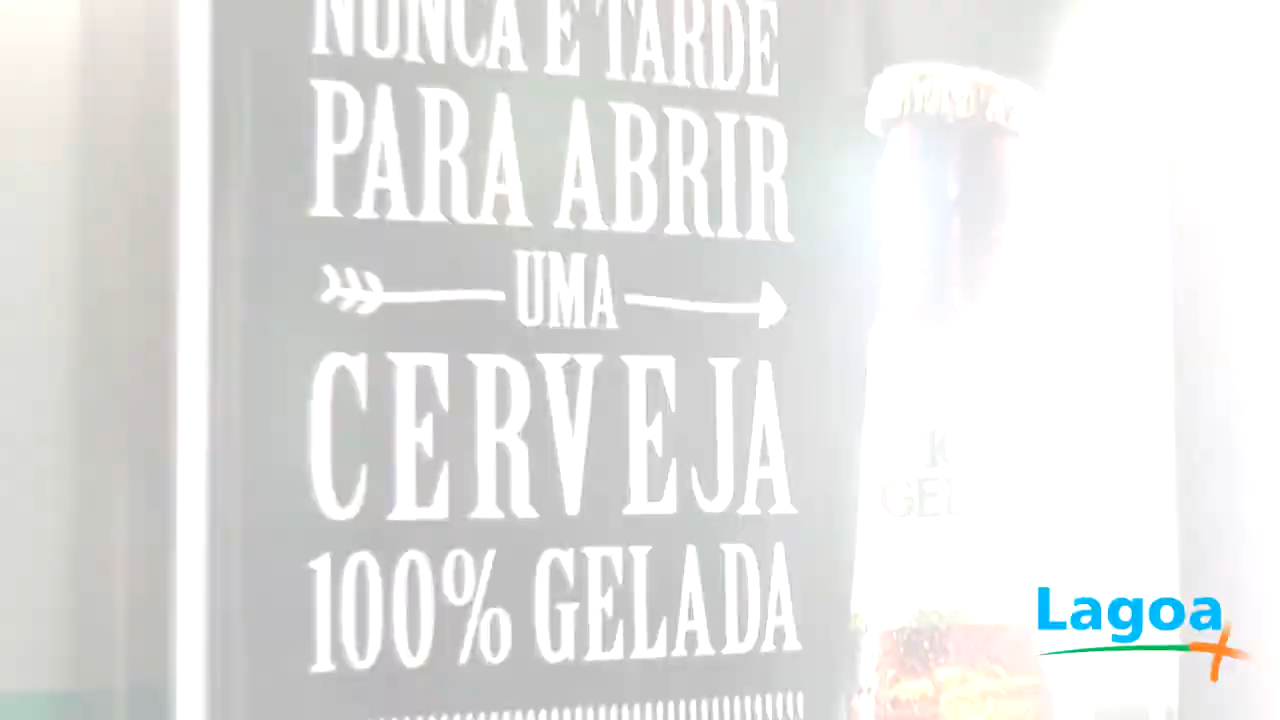 NUNCA É TARDE
PARA ABRIR
UMA
CERVEJA
100% GELADA
Lagoa